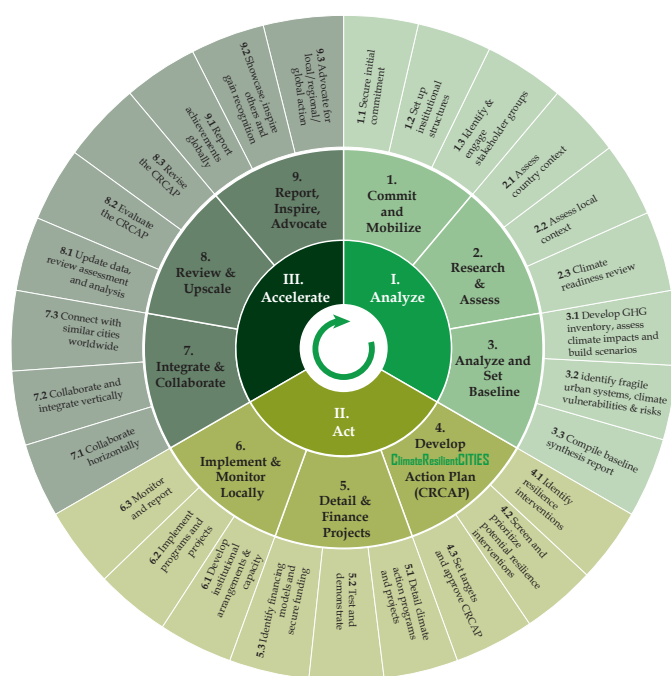 I.
Analyze
II.
Act
III.
Accelerate
1.
Commit
and
Mobilize
2.
Research
&
Assess
3.
Analyze and
Set
Baseline
4.
Develop
ClimateResilientCITIES
Action Plan
(CRCAP)
5.
Detail &
Finance
Projects
6.
Implement &
Monitor
Locally
7.
Integrate &
Collaborate
8.
Review &
Upscale
9.
Report,
Inspire,
Advocate
1.1 Secure initial
commitment
1.2 Set up
institutional
structures
1.3 Identify &
engage
stakeholder groups
2.1 Assess
country context
2.2 Assess local
context
2.3 Climate
readiness review
3.1 Develop GHG
inventory, assess
climate impacts and
build scenarios
3.2 identify fragile
urban systems, climate
vulnerabilities & risks
3.3 Compile baseline
synthesis report
4.1 Identify
resilience
interventions
4.2 Screen and
prioritize
potential resilience
interventions
4.3 Set targets
and approve CRCAP
5.1 Detail climate
action programs
and projects
5.2 Test and
demonstrate
5.3 Identify financing
models and
secure funding
6.1 Develop
institutional
arrangements &
capacity
6.2 Implement
programs and
projects
6.3 Monitor
and report
7.1 Collaborate
horizontally
7.2 Collaborate and
integrate vertically
7.3 Connect with
similar cities
worldwide
8.1 Update data,
review assessment
and analysis
8.2 Evaluate
the CRCAP
8.3 Revise
the CRCAP
9.1 Report
achievements
globally
9.2 Showcase, inspire
others and
gain recognition
9.3 Advocate for
local/regional/
global action